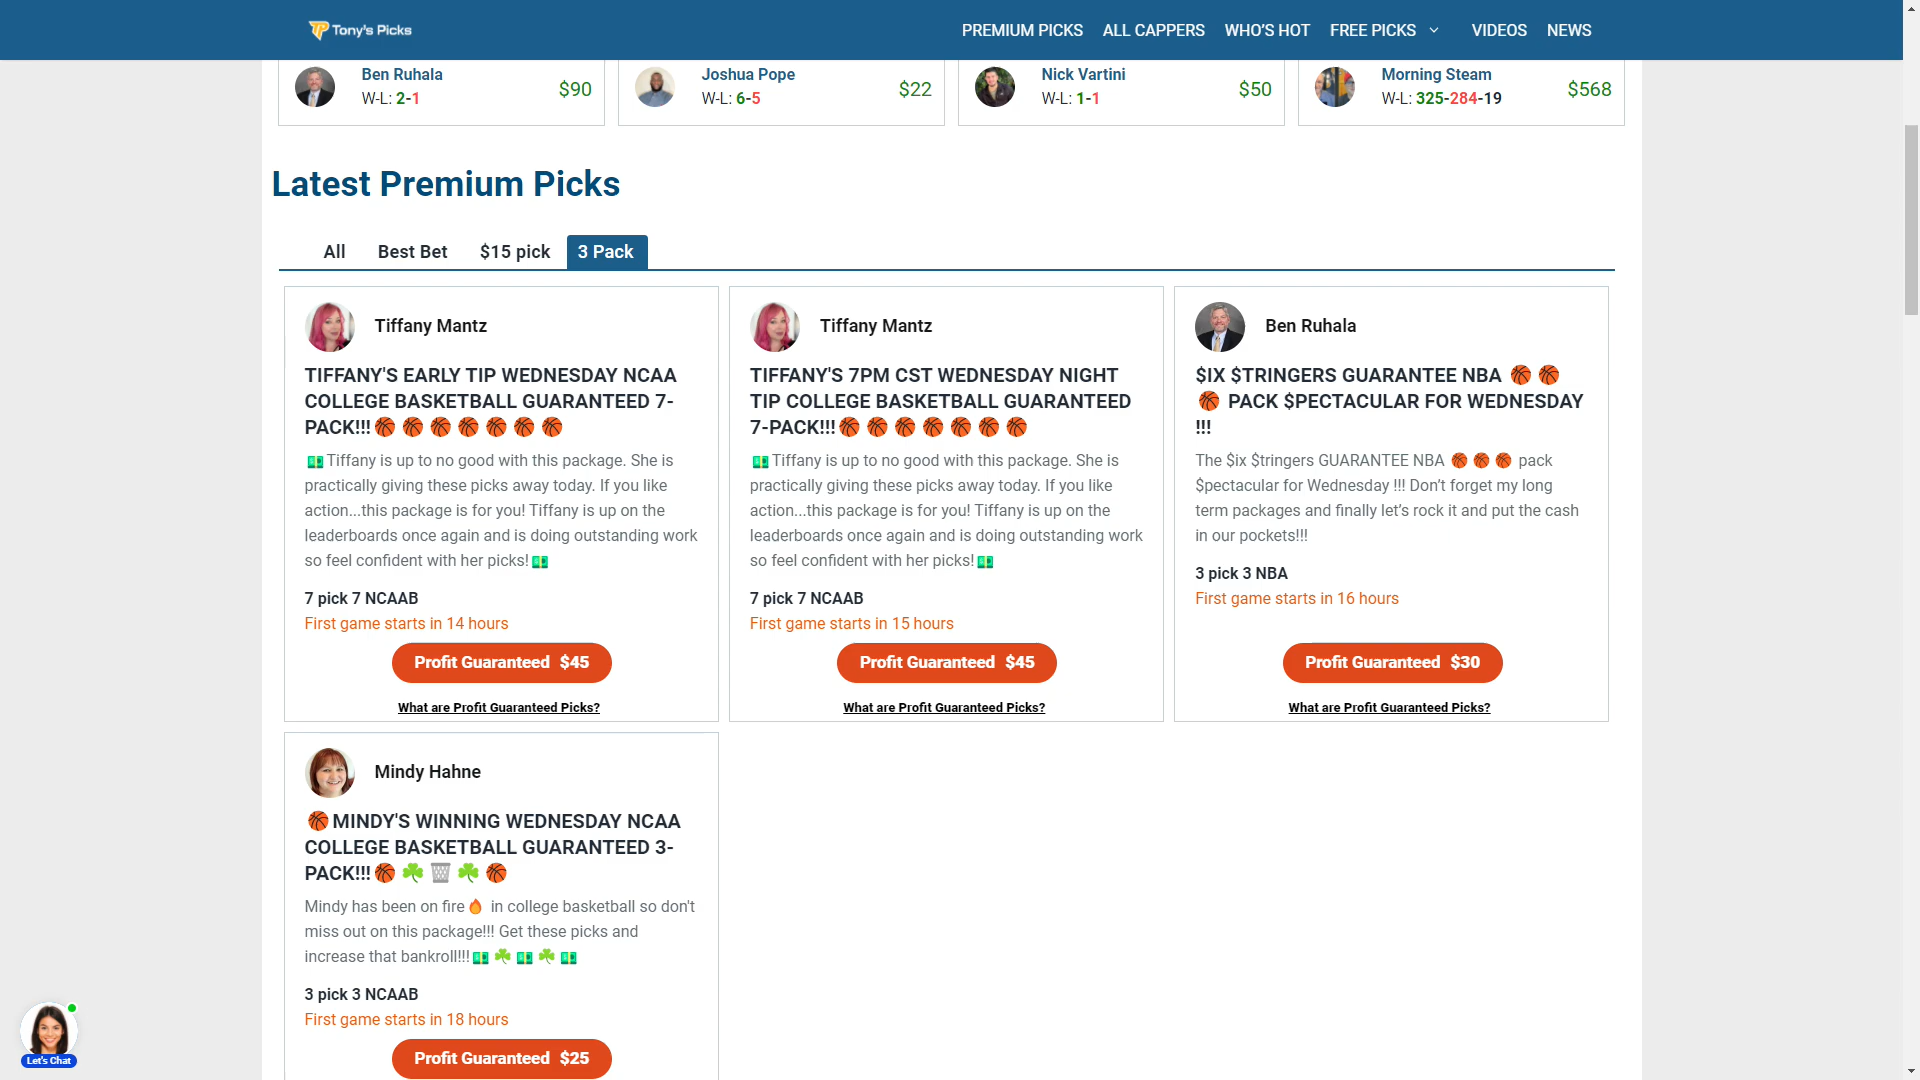 Tony's Picks
PREMIUM PICKS ALL CAPPERS WHO'S HOT FREE PICKS VIDEOS NEWS
Ben Ruhala
W-L: 2-1
$90
Joshua Pope
W-L: 6-5
$22
Nick Vartini
W-L: 1-1
$50
Morning Steam
W-L: 325-284-19
$568
Latest Premium Picks
All Best Bet $15 pick 3 Pack
Tiffany Mantz
TIFFANY'S EARLY TIP WEDNESDAY NCAA
COLLEGE BASKETBALL GUARANTEED 7-
PACK!!!🏀 🏀 🏀 🏀 🏀 🏀 🏀
💵Tiffany is up to no good with this package. She is
practically giving these picks away today. If you like
action...this package is for you! Tiffany is up on the
leaderboards once again and is doing outstanding work
so feel confident with her picks!💵
7 pick 7 NCAAB
First game starts in 14 hours
Profit Guaranteed $45
What are Profit Guaranteed Picks?
Tiffany Mantz
TIFFANY'S 7PM CST WEDNESDAY NIGHT
TIP COLLEGE BASKETBALL GUARANTEED
7-PACK!!!🏀 🏀 🏀 🏀 🏀 🏀 🏀
💵Tiffany is up to no good with this package. She is
practically giving these picks away today. If you like
action...this package is for you! Tiffany is up on the
leaderboards once again and is doing outstanding work
so feel confident with her picks!💵
7 pick 7 NCAAB
First game starts in 15 hours
Profit Guaranteed $45
What are Profit Guaranteed Picks?
Ben Ruhala
$IX $TRINGERS GUARANTEE NBA 🏀 🏀
🏀 PACK $PECTACULAR FOR WEDNESDAY
!!!
The $ix $tringers GUARANTEE NBA 🏀 🏀 🏀 pack
$pectacular for Wednesday !!! Don't forget my long
term packages and finally let's rock it and put the cash
in our pockets!!!
3 pick 3 NBA
First game starts in 16 hours
Profit Guaranteed $30
What are Profit Guaranteed Picks?
Mindy Hahne
🏀MINDY'S WINNING WEDNESDAY NCAA
COLLEGE BASKETBALL GUARANTEED 3-
PACK!!!🏀 ☘️ 🗑️ ☘️ 🏀
Mindy has been on fire🔥 in college basketball so don't
miss out on this package!!! Get these picks and
increase that bankroll!!!💵 ☘️ 💵 ☘️ 💵
3 pick 3 NCAAB
First game starts in 18 hours
Profit Guaranteed $25
Let's Chat